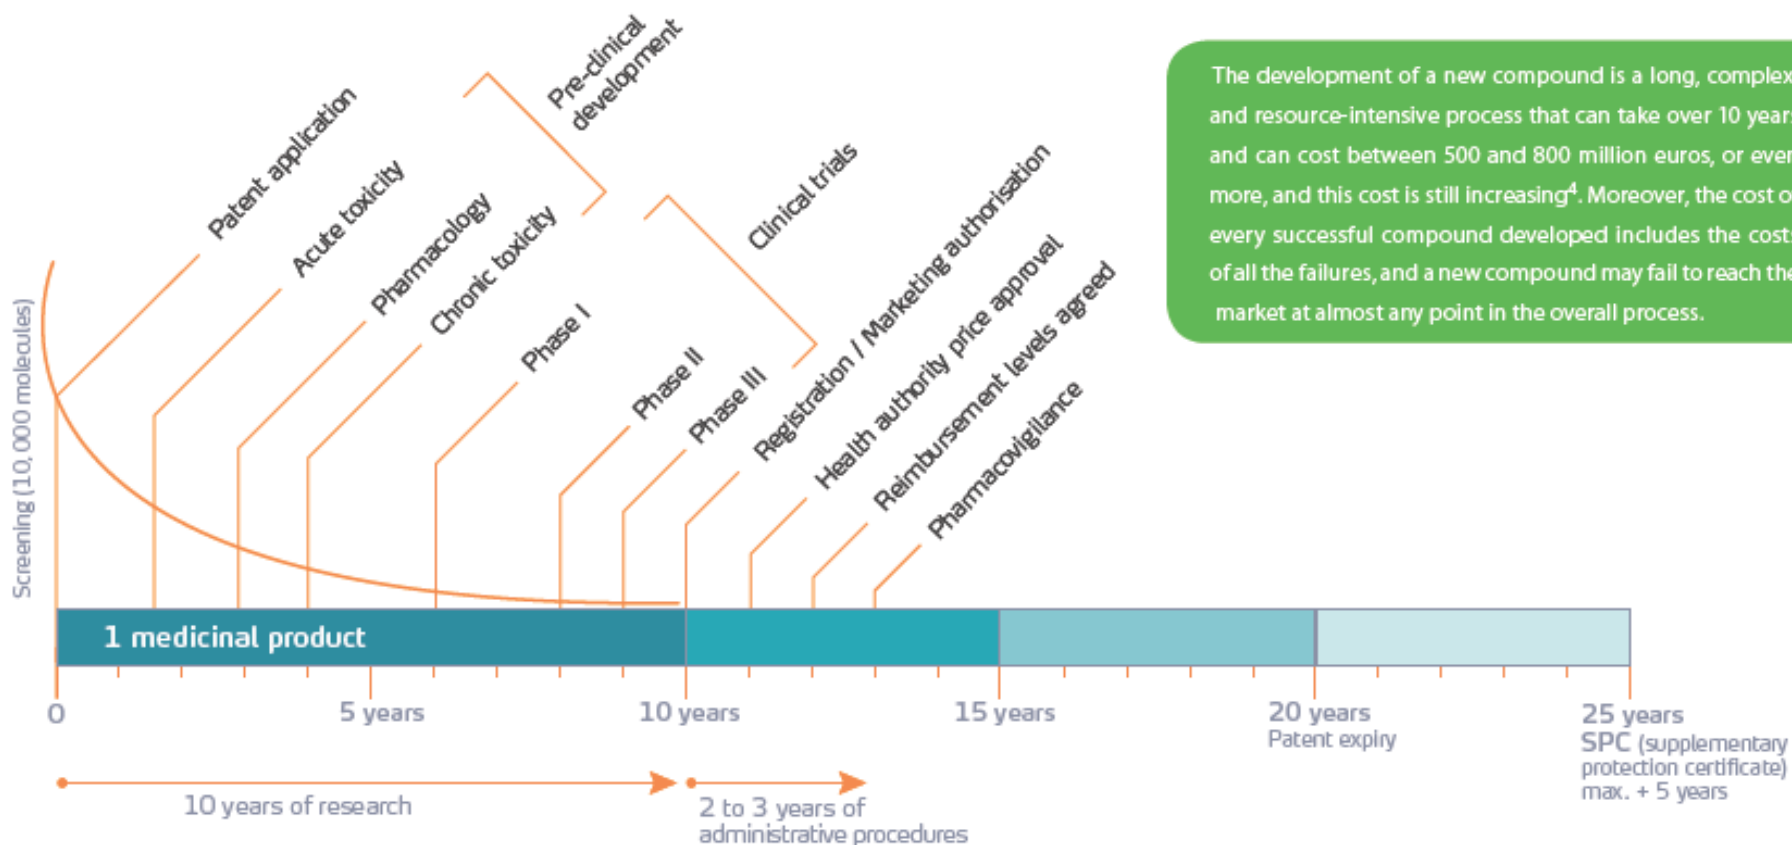 Screening (10,000 molecules)
Patent application
Acute toxicity
Pharmacology
Chronic toxicity
Pre-clinical
development
Phase I
Phase II
Phase III
Clinical trials
Registration / Marketing authorisation
Health authority price approval
Reimbursement levels agreed
Pharmacovigilance
The development of a new compound is a long, complex
and resource-intensive process that can take over 10 years
and can cost between 500 and 800 million euros, or even
more, and this cost is still increasing4. Moreover, the cost o
every successful compound developed includes the costs
of all the failures, and a new compound may fail to reach the
market at almost any point in the overall process.
1 medicinal product
0
5 years
10 years
15 years
20 years
Patent expiry
25 years
SPC (supplementary
protection certificate)
max. + 5 years
10 years of research
2 to 3 years of
administrative procedures